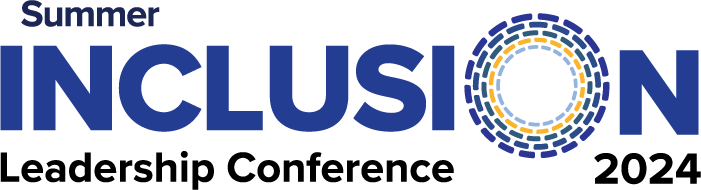 Summer
INCLUSION
Leadership Conference 2024